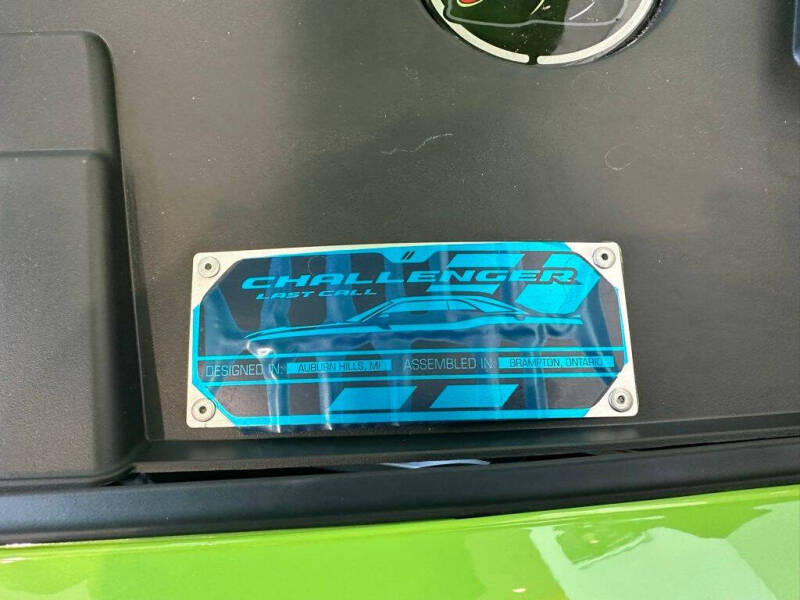 CHALLENGER
LAST CALL
DESIGNED IN: AUBURN HILLS, MI ASSEMBLED IN: BRAMPTON, ONTARIO